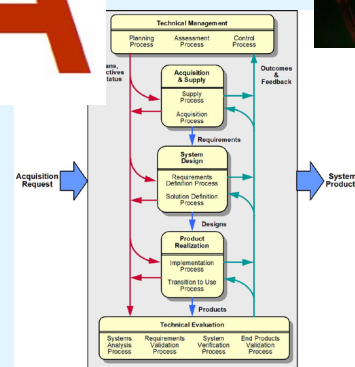 Technical Management
Planning Process
Assessment Process
Control Process
ans,
ctives
tatus
Outcomes
&
Feedback
Acquisition
& Supply
Supply
Process
Acquisition
Process
Requirements
Acquisition
Request
System
Design
Requirements
Definition Process
Solution Definition
Process
System
Product
Designs
Product
Realization
Implementation
Process
Transition to Use
Process
Products
Technical Evaluation
Systems Analysis Process
Requirements Validation Process
System Verification Process
End Products Validation Process